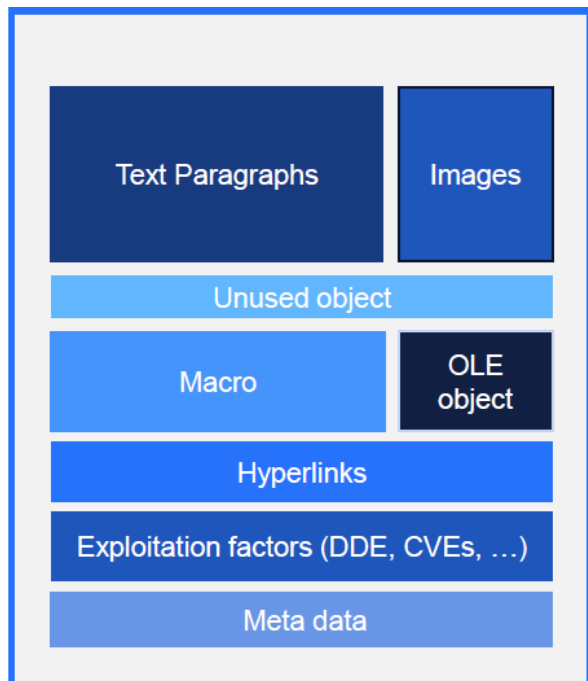 Text Paragraphs
Images
Unused object
Macro
OLE
object
Hyperlinks
Exploitation factors (DDE, CVEs, …)
Meta data